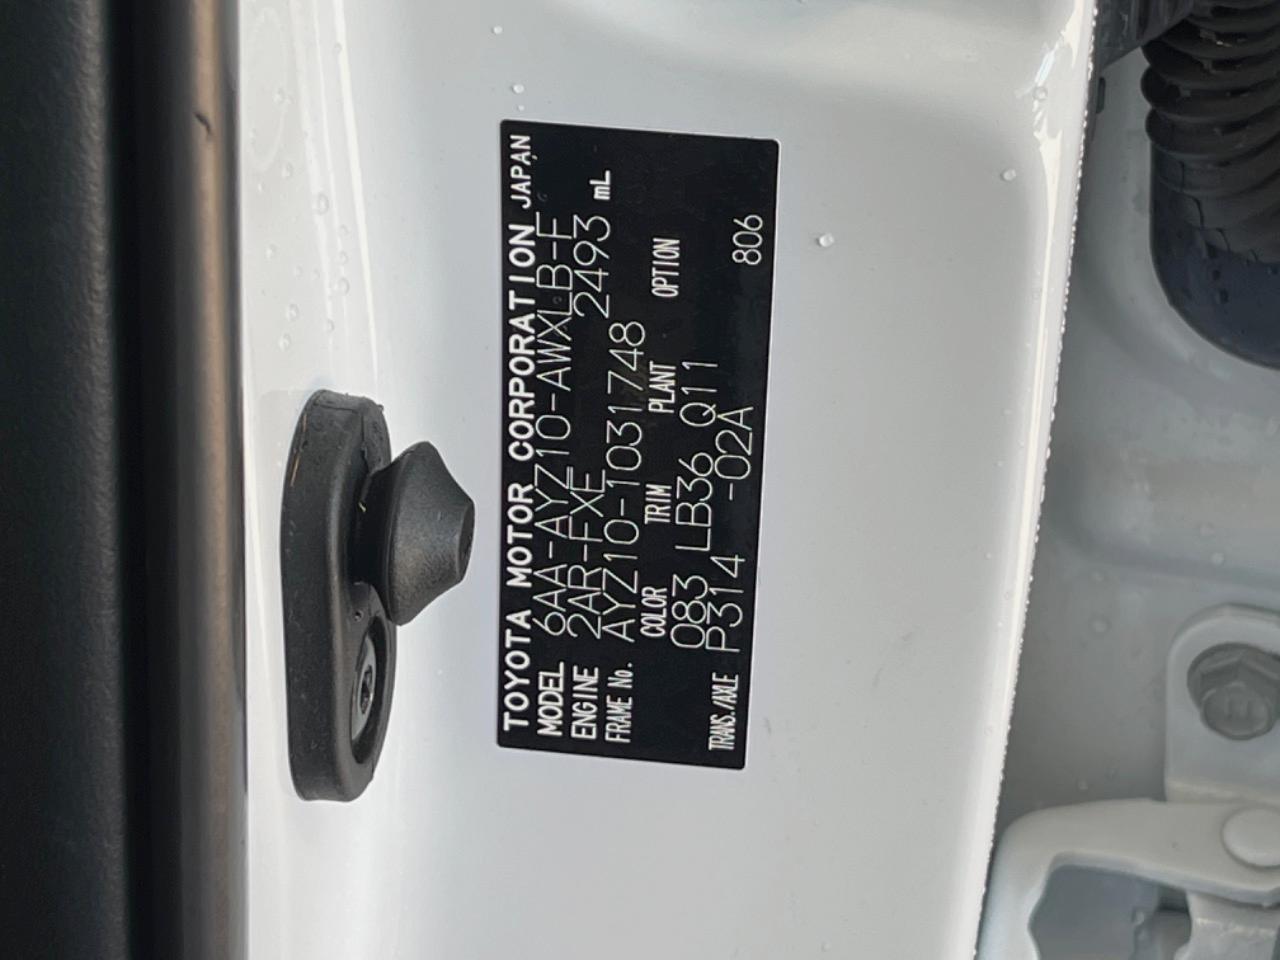 TOYOTA MOTOR CORPORATION JAPAN
MODEL 6AA-AYZ10-AWXLB-F
ENGINE 2AR-FXE 2493 mL
FRAME No. AYZ10-1031748
COLOR TRIM PLANT OPTION
083 LB36 Q11
TRANS./AXLE P314 -02A 806